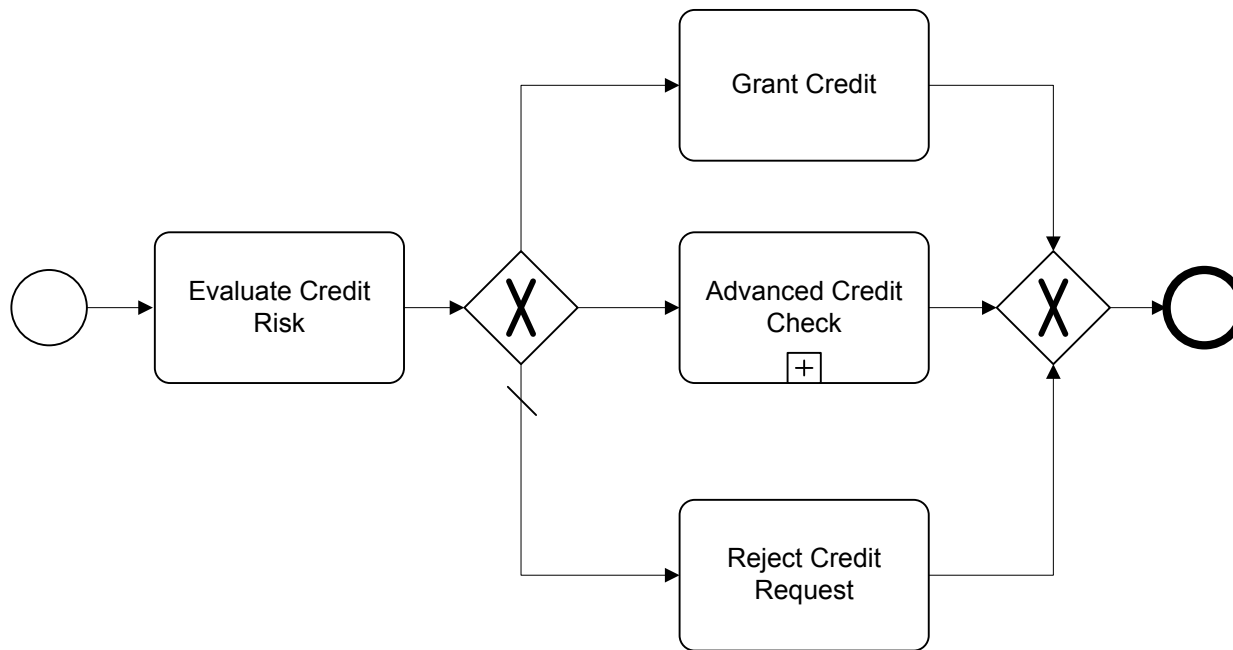 Grant Credit
Evaluate Credit
Risk
Advanced Credit
Check
Reject Credit
Request